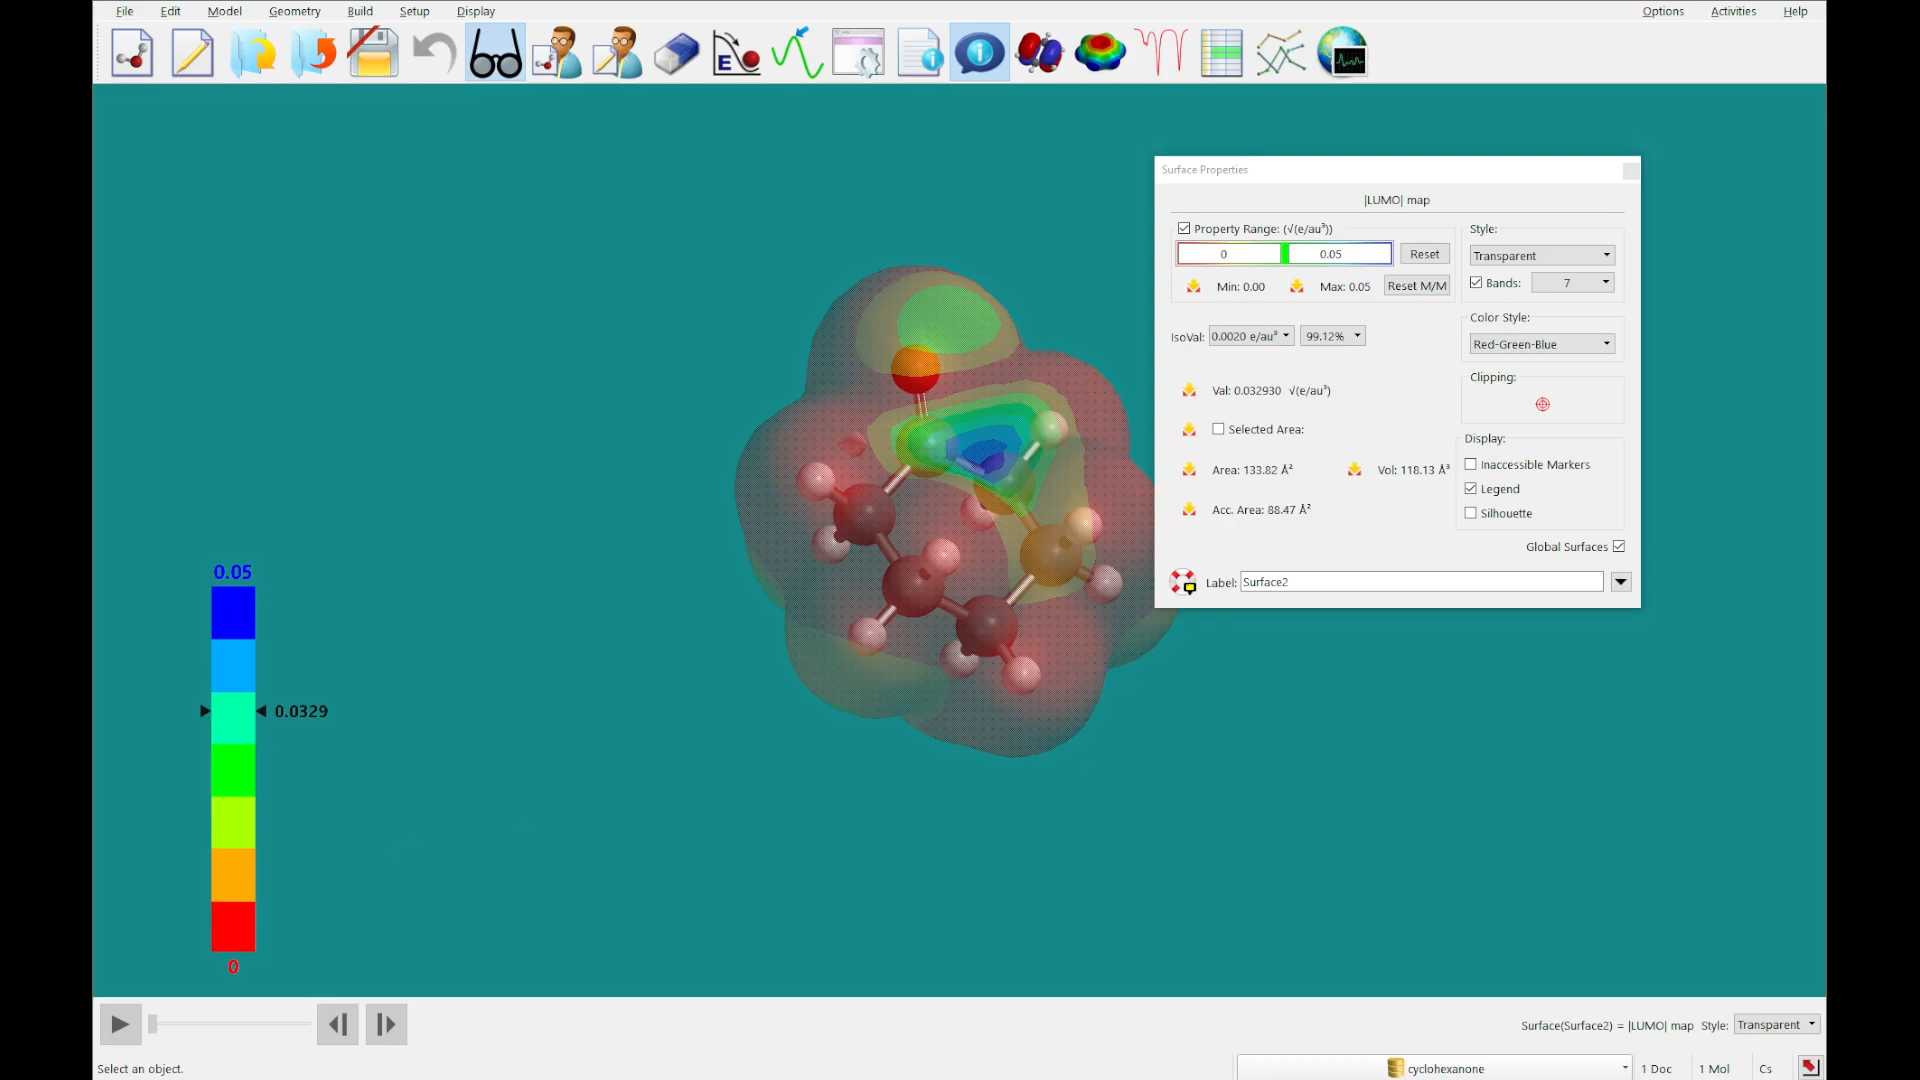 File Edit Model Geometry Build Setup Display Options Activities Help
E
Surface Properties
|LUMO| map
Property Range: (√(e/au³))
0 0.05 Reset
Min: 0.00 Max: 0.05 Reset M/M
Style:
Transparent
Bands: 7
IsoVal: 0.0020 e/au³ 99.12%
Color Style:
Red-Green-Blue
Val: 0.032930 √(e/au³)
Clipping:
Selected Area:
Area: 133.82 Å² Vol: 118.13 Å³
Acc. Area: 88.47 Å²
Display:
Inaccessible Markers
Legend
Silhouette
Global Surfaces
Label: Surface2
0.05
0.0329
0
Surface(Surface2) = |LUMO| map Style: Transparent
Select an object.
cyclohexanone 1 Doc 1 Mol Cs